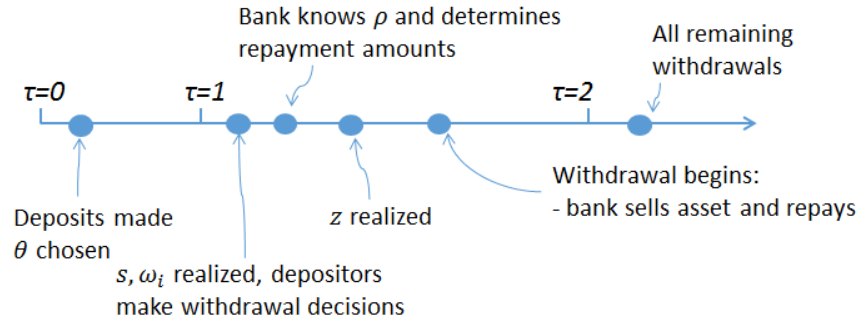 Bank knows ρ and determines
repayment amounts
All remaining
withdrawals
τ=0
τ=1
τ=2
Deposits made
θ chosen
s, ωᵢ realized, depositors
make withdrawal decisions
z realized
Withdrawal begins:
- bank sells asset and repays